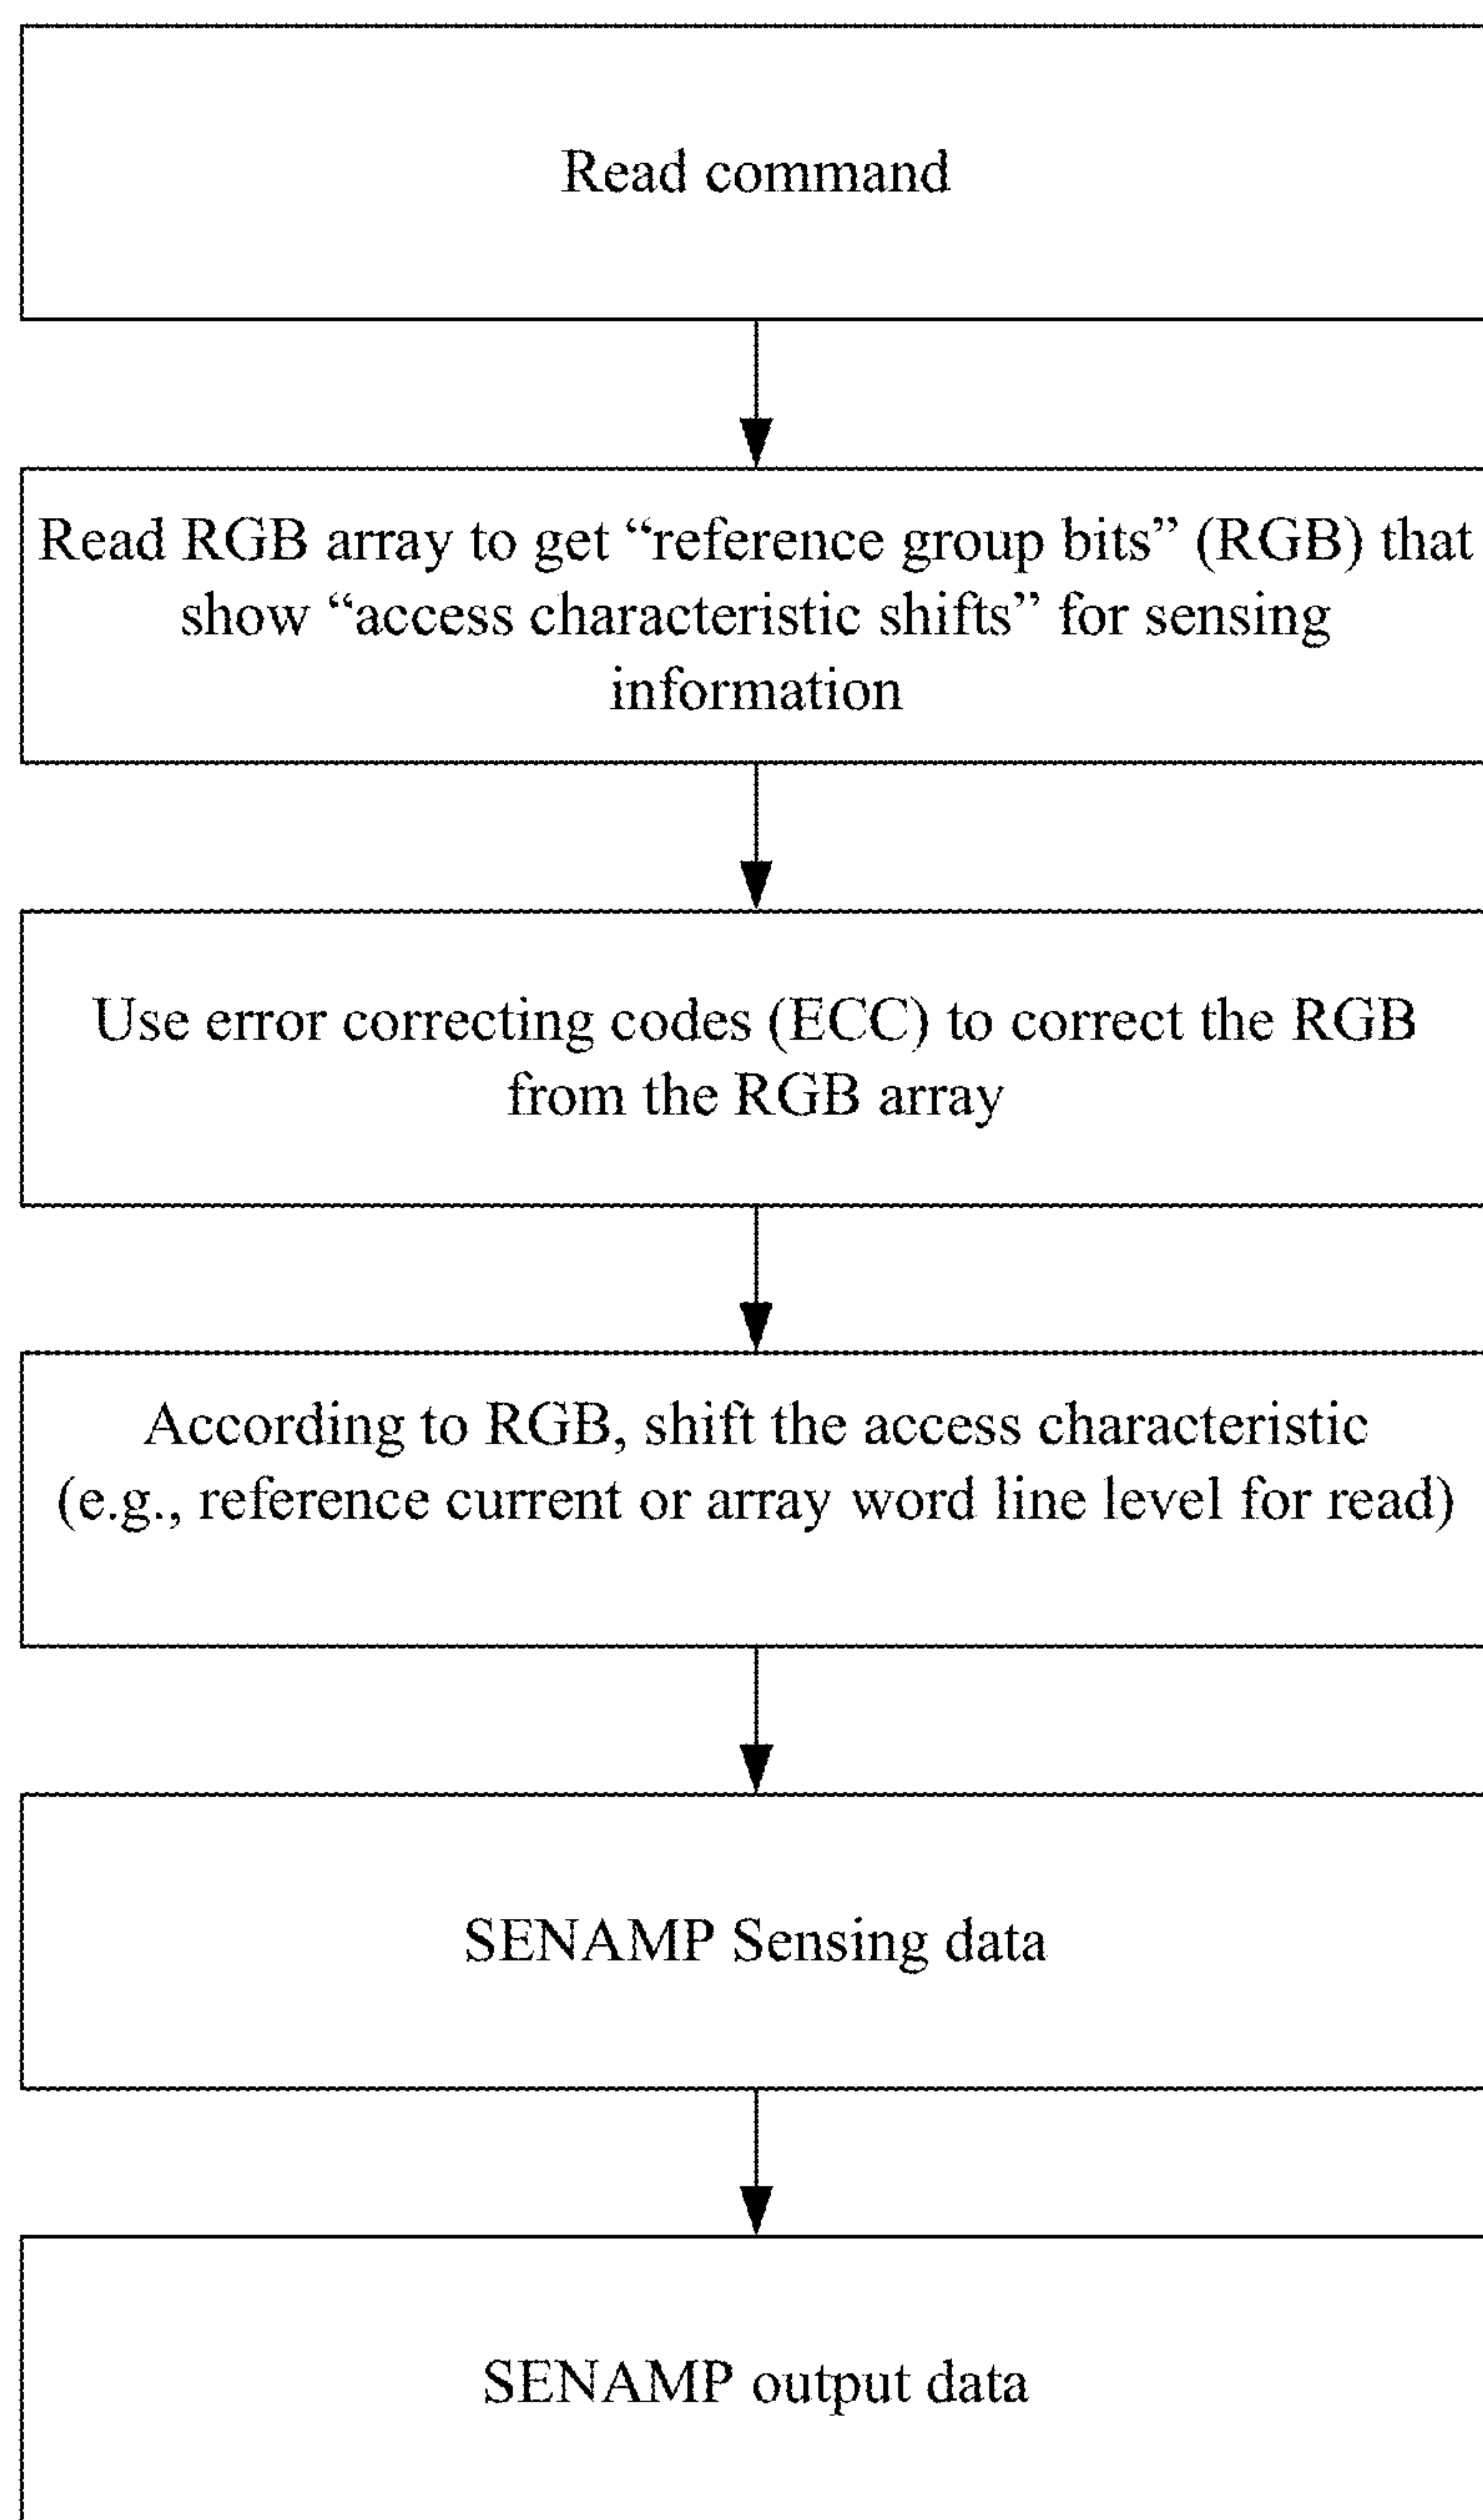 Read command
Read RGB array to get “reference group bits” (RGB) that
show “access characteristic shifts” for sensing
information
Use error correcting codes (ECC) to correct the RGB
from the RGB array
According to RGB, shift the access characteristic
(e.g., reference current or array word line level for read)
SENAMP Sensing data
SENAMP output data